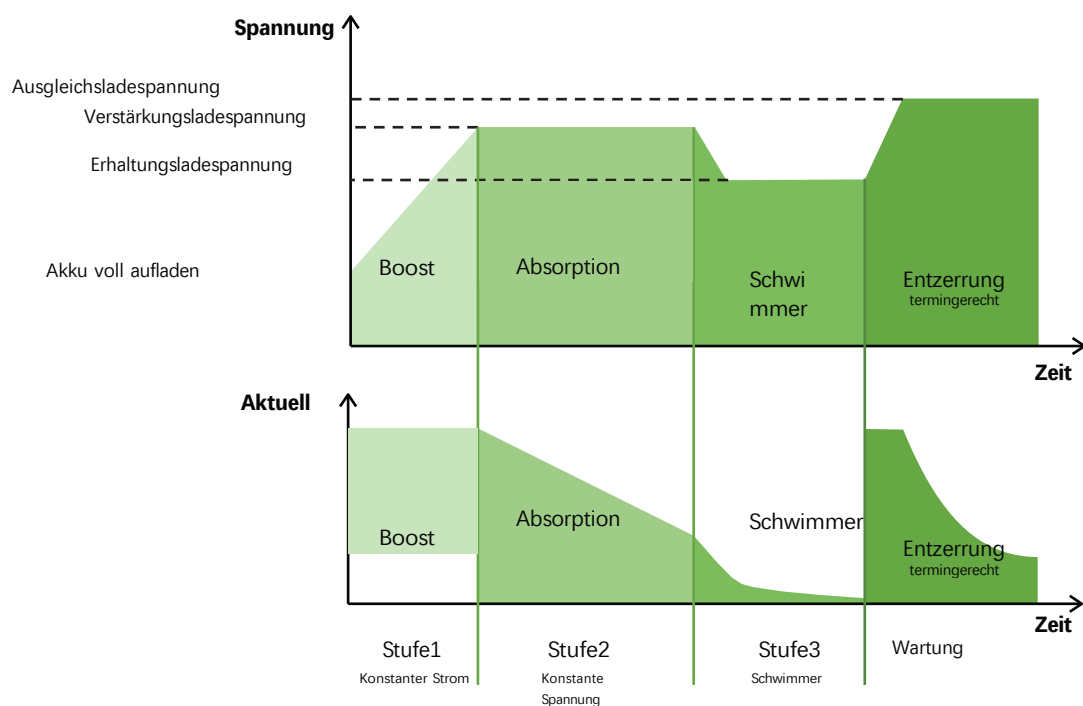 Spannung
Ausgleichsladespannung
Verstärkungsladespannung
Erhaltungsladespannung
Akku voll aufladen
Boost
Absorption
Schwi
mmer
Entzerrung
termingerecht
Zeit
Aktuell
Boost
Absorption
Schwimmer
Entzerrung
termingerecht
Zeit
Stufe1
Konstanter Strom
Stufe2
Konstante
Spannung
Stufe3
Schwimmer
Wartung